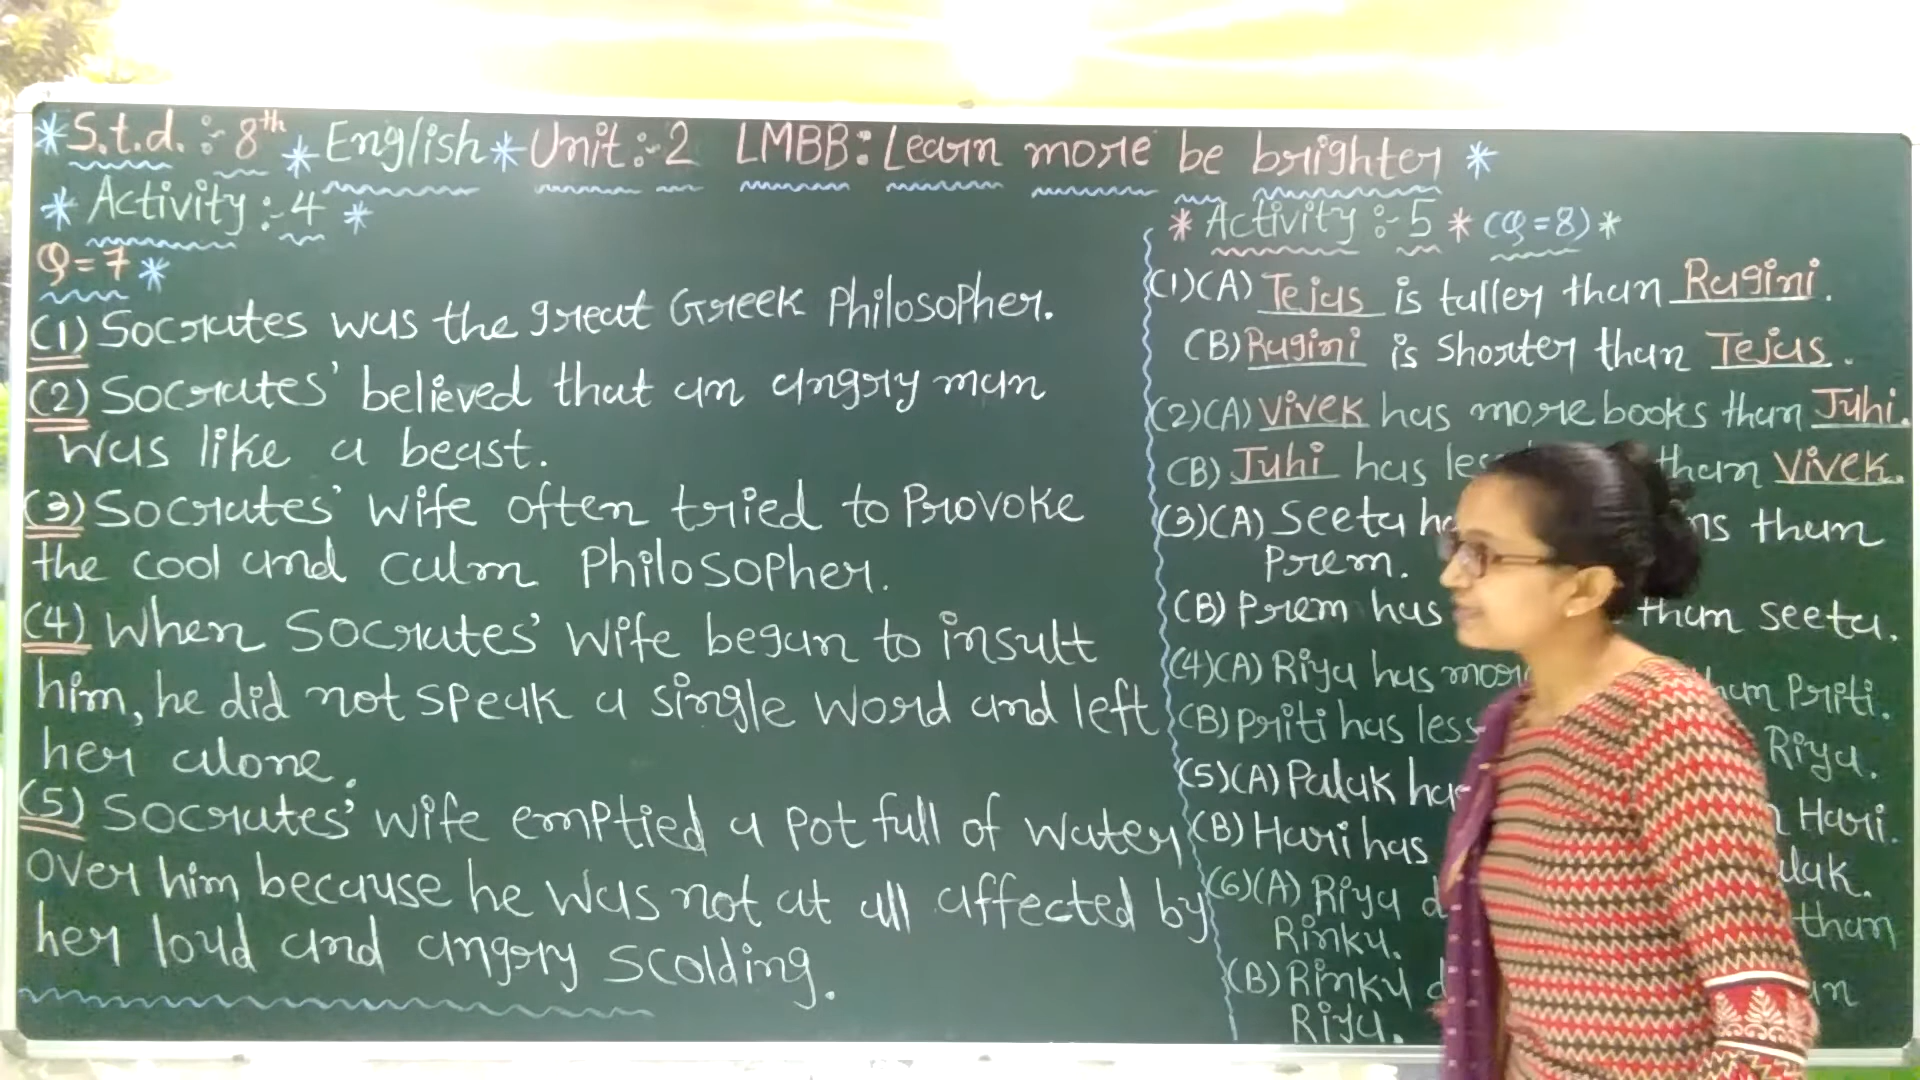 *S.t.d. :- 8th * English * Unit :- 2 LMBB: Learn more be brighter *
* Activity :- 4 *
Q = 7 *
(1) Socrates was the great Greek Philosopher.
(2) Socrates' believed that an angry man
was like a beast.
(3) Socrates' wife often tried to Provoke
the cool and calm Philosopher.
(4) When Socrates' wife began to insult
him, he did not speak a single word and left
her alone.
(5) Socrates' wife emptied a pot full of water
over him because he was not at all affected by
her loud and angry scolding.
* Activity :- 5 * (Q = 8) *
(1)(A) Tejas is taller than Ragini.
(B) Ragini is shorter than Tejas.
(2)(A) Vivek has more books than Juhi.
(B) Juhi has than Vivek.
(3)(A) Seeta than
Prem.
(B) Prem has than seeta.
(4)(A) Riya has Priti.
(B) Priti has Riya.
(5)(A) Palak Hari.
(B) Hari has
(6)(A) Riya than
Rinku.
(B) Rinku
Riya.